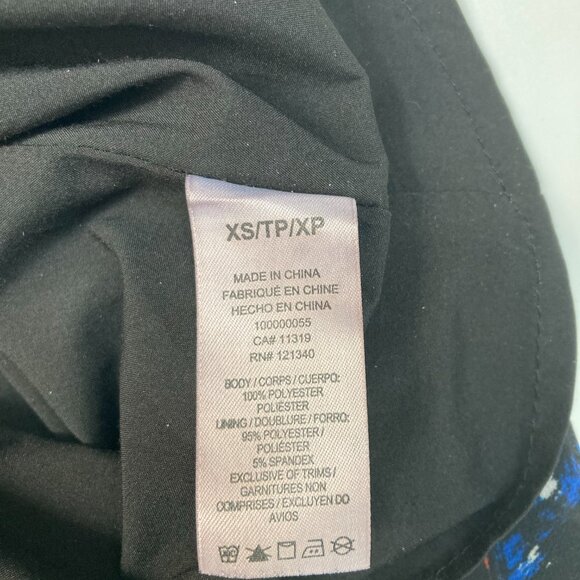 XS/TP/XP
MADE IN CHINA
FABRIQUÉ EN CHINE
HECHO EN CHINA
100000055
CA# 11319
RN# 121340
BODY / CORPS / CUERPO:
100% POLYESTER /
POLIÉSTER
LINING / DOUBLURE / FORRO:
95% POLYESTER /
POLIÉSTER
5% SPANDEX
EXCLUSIVE OF TRIMS /
GARNITURES NON
COMPRISES / EXCLUYEN DO
AVIOS